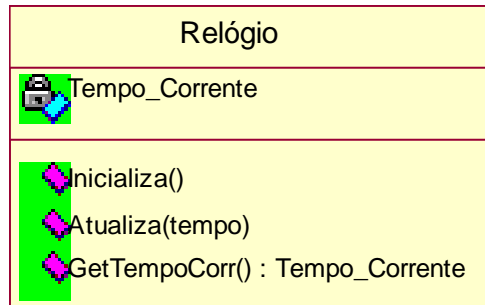 Relógio
Tempo_Corrente
Inicializa()
Atualiza(tempo)
GetTempoCorr() : Tempo_Corrente